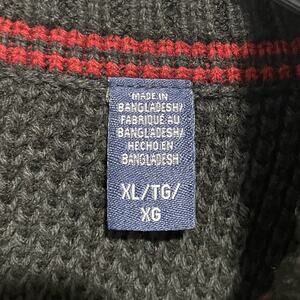 MADE IN
BANGLADESH/
FABRIQUÉ AU
BANGLADESH/
HECHO EN
BANGLADESH
XL/TG/
XG